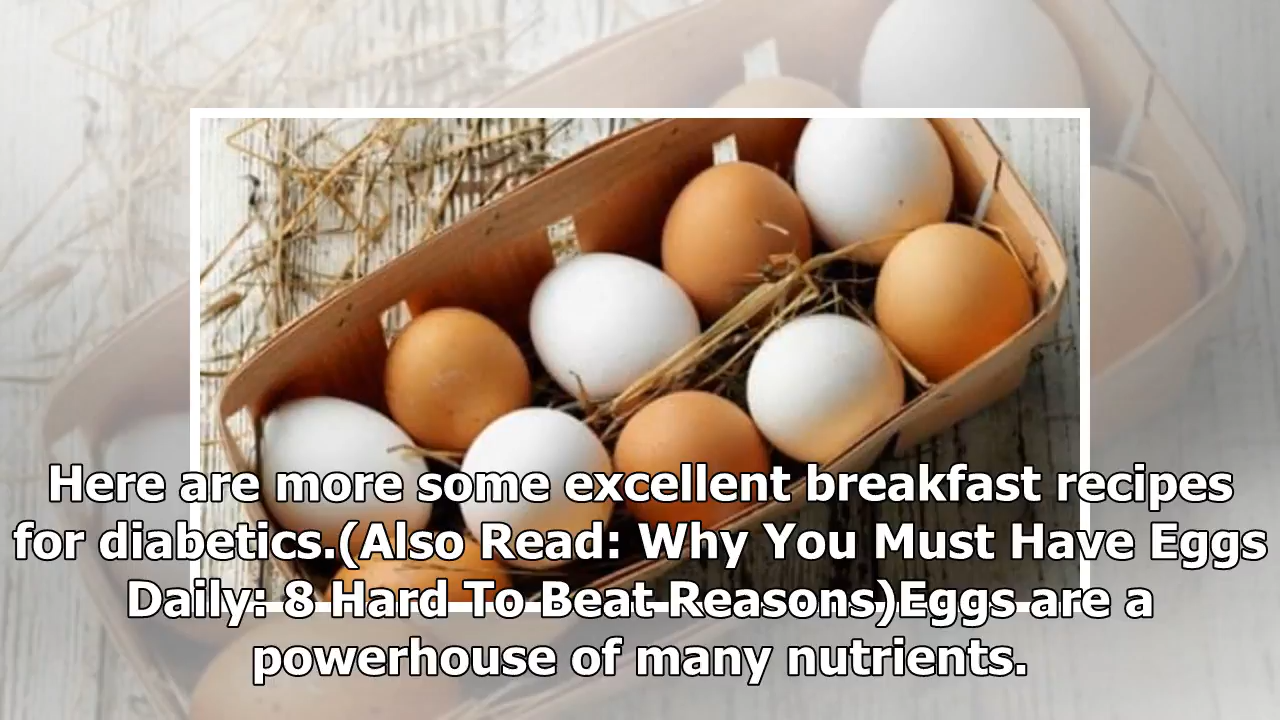 Here are more some excellent breakfast recipes
for diabetics.(Also Read: Why You Must Have Eggs
Daily: 8 Hard To Beat Reasons)Eggs are a
powerhouse of many nutrients.